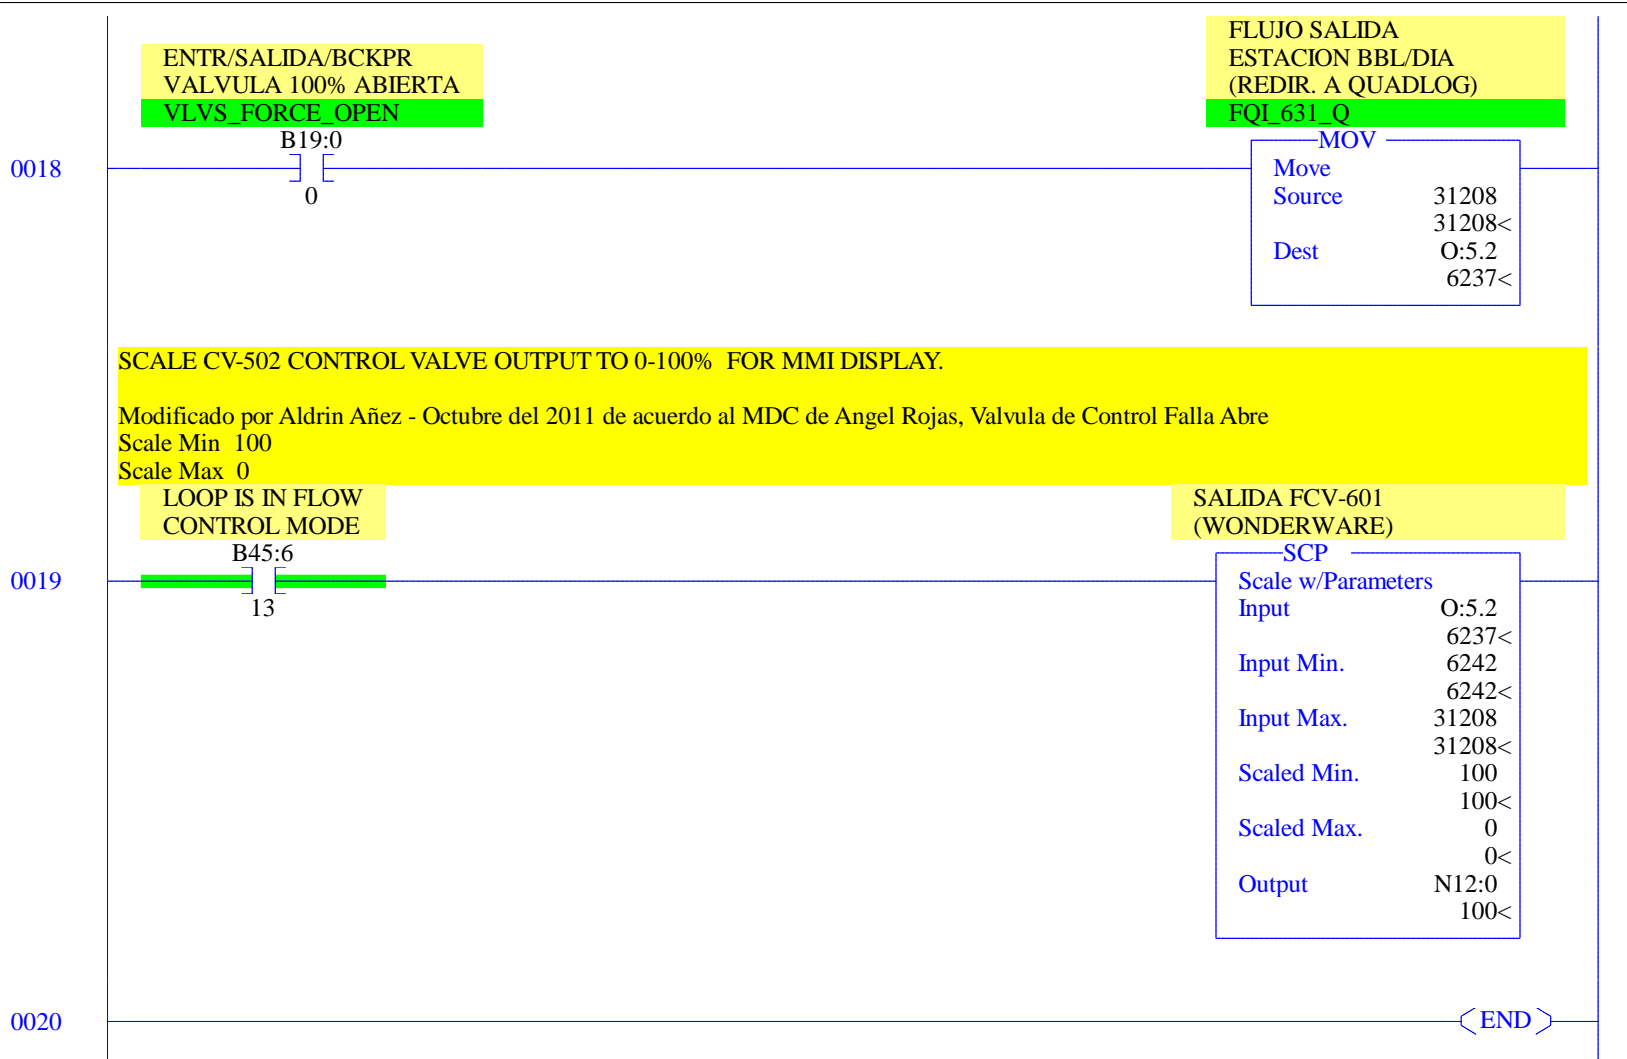 ENTR/SALIDA/BCKPR
VALVULA 100% ABIERTA
VLVS_FORCE_OPEN
B19:0
0
FLUJO SALIDA
ESTACION BBL/DIA
(REDIR. A QUADLOG)
FQI_631_Q
MOV
0018
Move
Source 31208
31208<
Dest O:5.2
6237<
SCALE CV-502 CONTROL VALVE OUTPUT TO 0-100% FOR MMI DISPLAY.
Modificado por Aldrin Añez - Octubre del 2011 de acuerdo al MDC de Angel Rojas, Valvula de Control Falla Abre
Scale Min 100
Scale Max 0
LOOP IS IN FLOW
CONTROL MODE
B45:6
13
SALIDA FCV-601
(WONDERWARE)
SCP
0019
Scale w/Parameters
Input O:5.2
6237<
Input Min. 6242
6242<
Input Max. 31208
31208<
Scaled Min. 100
100<
Scaled Max. 0
0<
Output N12:0
100<
0020
END